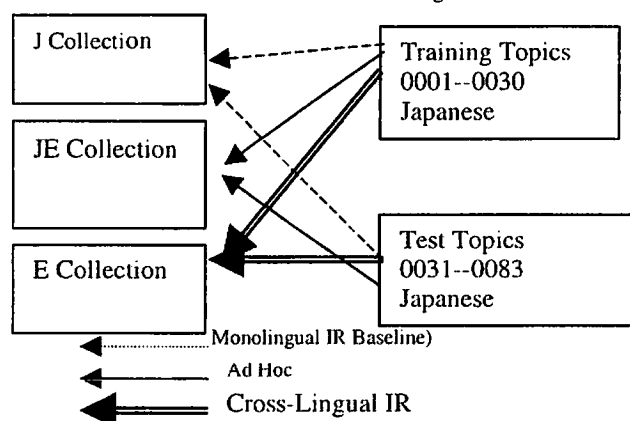 J Collection
JE Collection
E Collection
Training Topics
0001--0030
Japanese
Test Topics
0031--0083
Japanese
Monolingual IR Baseline)
Ad Hoc
Cross-Lingual IR